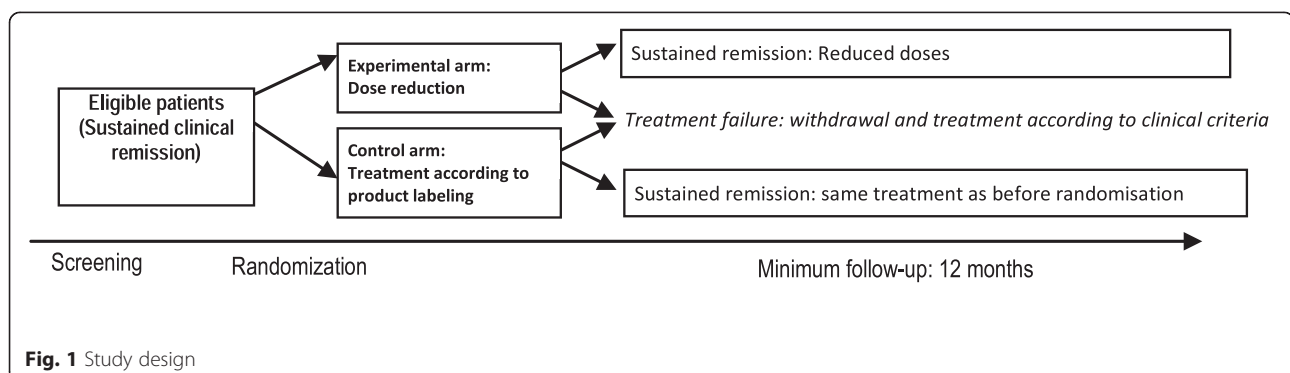 Eligible patients
(Sustained clinical
remission)
Experimental arm:
Dose reduction
Control arm:
Treatment according to
product labeling
Sustained remission: Reduced doses
Treatment failure: withdrawal and treatment according to clinical criteria
Sustained remission: same treatment as before randomisation
Screening
Randomization
Minimum follow-up: 12 months
Fig. 1 Study design